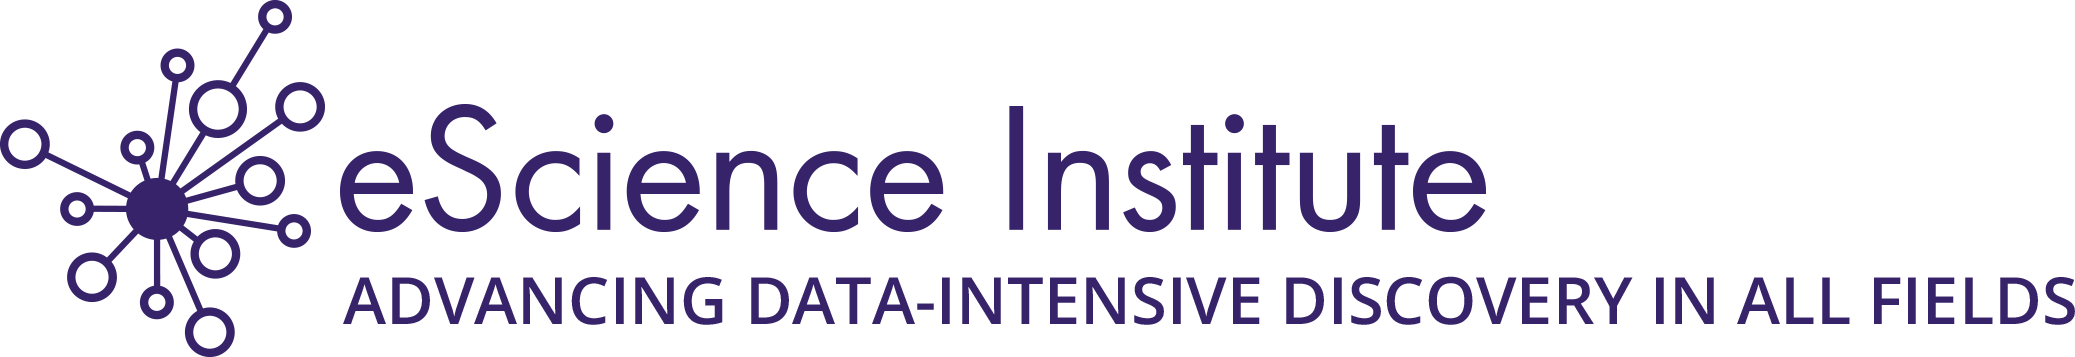 eScience Institute
ADVANCING DATA-INTENSIVE DISCOVERY IN ALL FIELDS